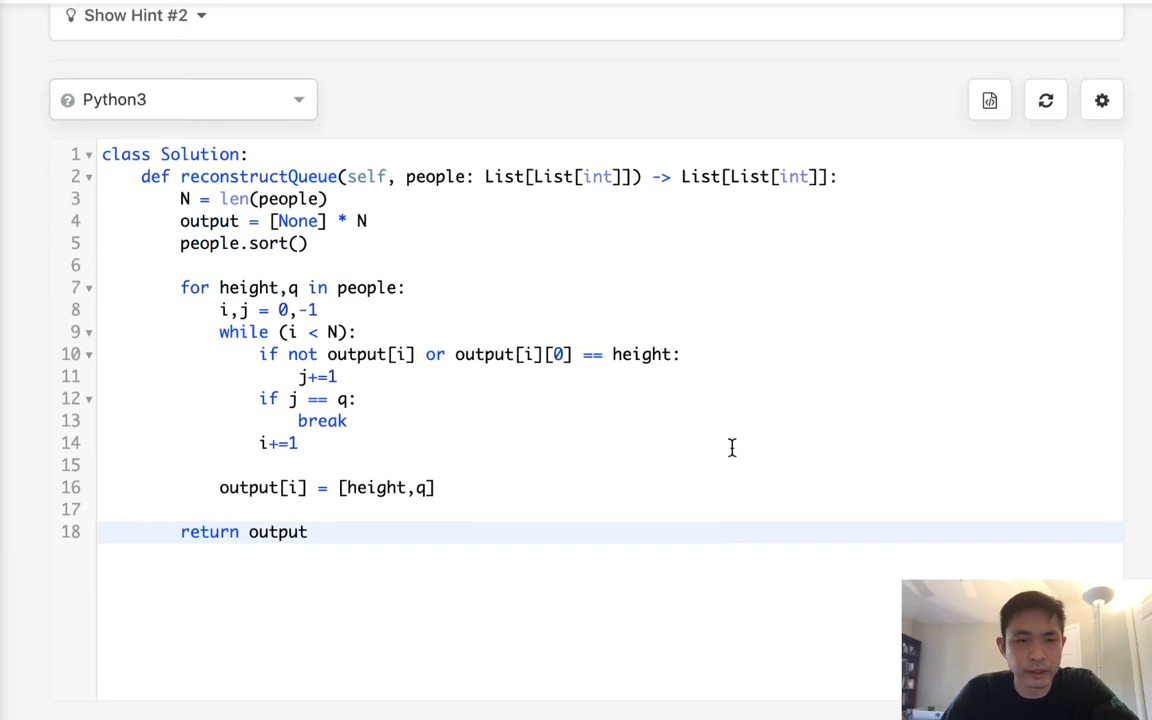 Show Hint #2
Python3
1 class Solution:
2     def reconstructQueue(self, people: List[List[int]]) -> List[List[int]]:
3         N = len(people)
4         output = [None] * N
5         people.sort()
6
7         for height,q in people:
8             i,j = 0,-1
9             while (i < N):
10                 if not output[i] or output[i][0] == height:
11                     j+=1
12                 if j == q:
13                     break
14                 i+=1
15
16             output[i] = [height,q]
17
18         return output